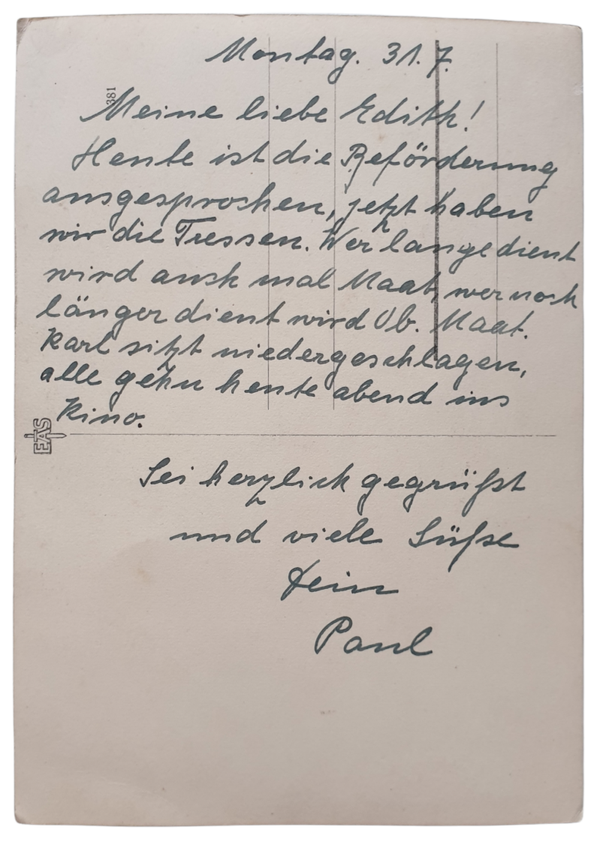 Montag. 31.7.
381
Meine liebe Edith!
Heute ist die Beförderung
ausgesprochen, jetzt haben
wir die Tressen. Wer lange dient
wird auch mal Maat, wer noch
länger dient wird Ob. Maat.
Karl sitzt niedergeschlagen,
alle gehn heute abend ins
Kino.
EAS
Sei herzlich gegrüßt
und viele Süße
Dein
Paul